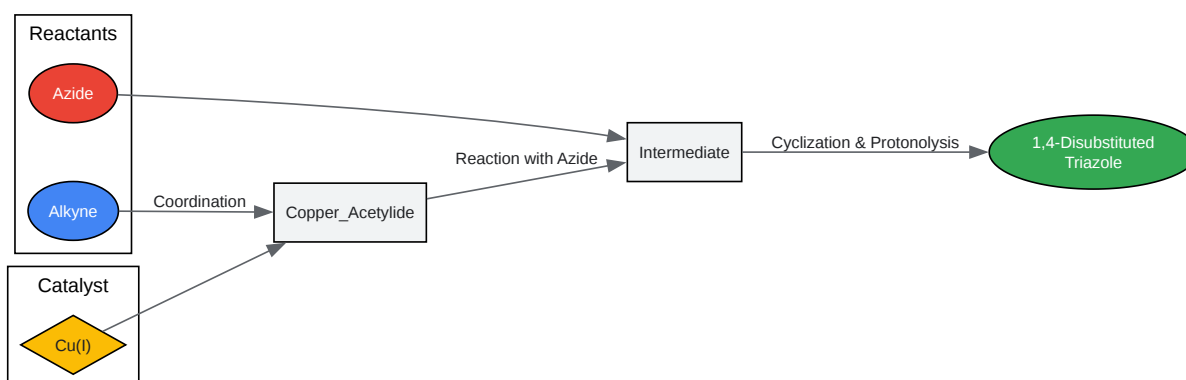 Reactants
Azide
Alkyne
Coordination
Catalyst
Cu(I)
Copper_Acetylide
Reaction with Azide
Intermediate
Cyclization & Protonolysis
1,4-Disubstituted
Triazole